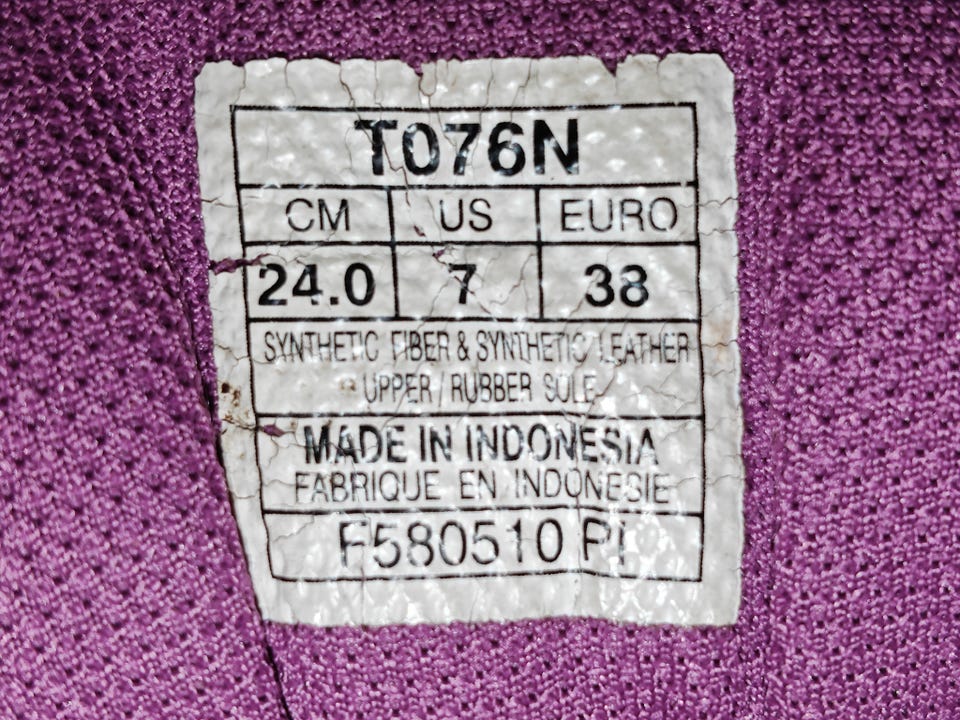 T076N
CM US EURO
24.0 7 38
SYNTHETIC FIBER & SYNTHETIC LEATHER
UPPER / RUBBER SOLE
MADE IN INDONESIA
FABRIQUE EN INDONESIE
F580510 PI